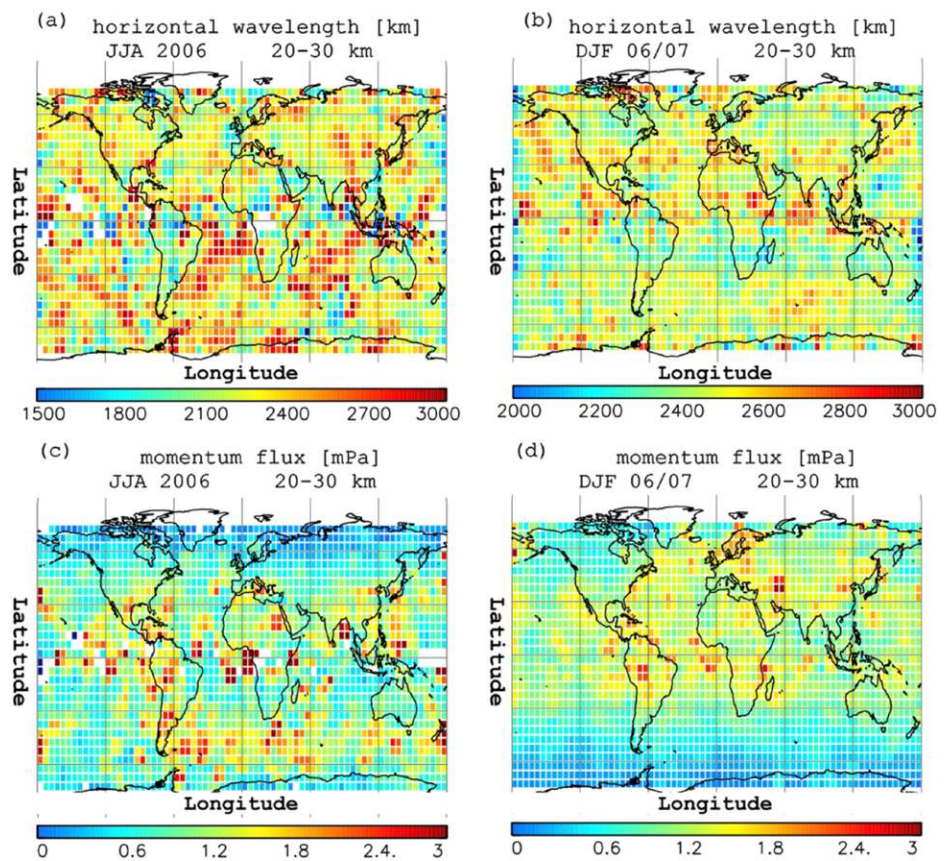 (a) horizontal wavelength [km]
JJA 2006 20-30 km
Latitude
Longitude
1500 1800 2100 2400 2700 3000
(b) horizontal wavelength [km]
DJF 06/07 20-30 km
Latitude
Longitude
2000 2200 2400 2600 2800 3000
(c) momentum flux [mPa]
JJA 2006 20-30 km
Latitude
Longitude
0 0.6 1.2 1.8 2.4. 3
(d) momentum flux [mPa]
DJF 06/07 20-30 km
Latitude
Longitude
0 0.6 1.2 1.8 2.4. 3